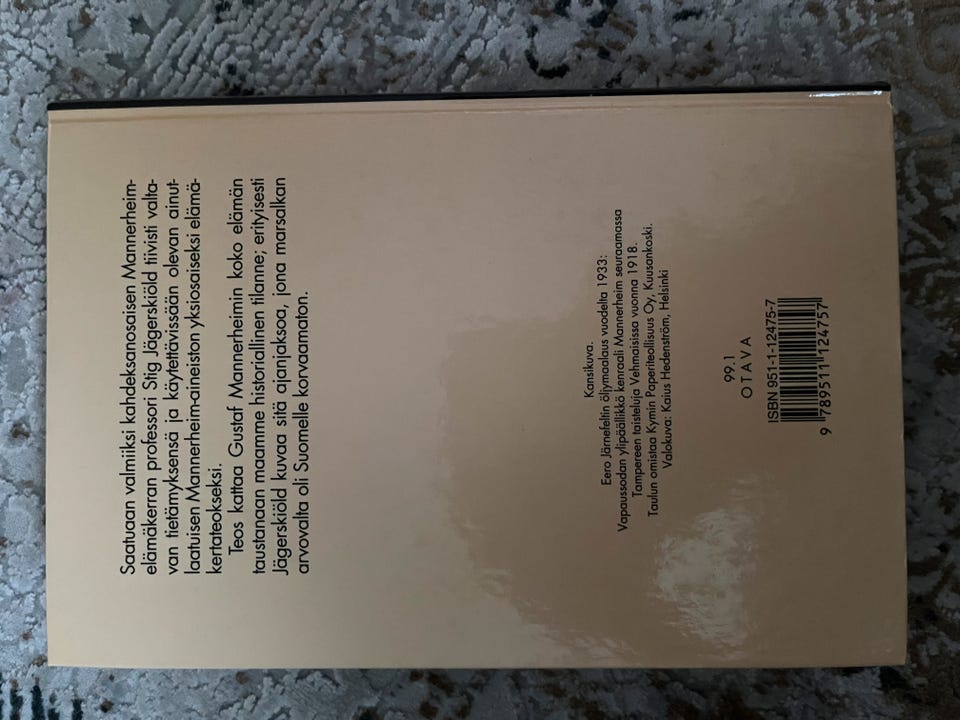 Saatuaan valmiiksi kahdeksanosaisen Mannerheim-
elämäkerran professori Stig Jägerskiöld tiivisti valta-
van tietämyksensä ja käytettävissään olevan ainut-
laatuisen Mannerheim-aineiston yksiosaiseksi elämä-
kertateokseksi.
Teos kattaa Gustaf Mannerheimin koko elämän
taustanaan maamme historiallinen tilanne; erityisesti
Jägerskiöld kuvaa sitä ajanjaksoa, jona marsalkan
arvovalta oli Suomelle korvaamaton.
Kansikuva.
Eero Järnefeltin öljymaalaus vuodelta 1933:
Vapaussodan ylipäällikkö kenraali Mannerheim seuraamassa
Tampereen taisteluja Vehmaisissa vuonna 1918.
Taulun omistaa Kymin Paperiteollisuus Oy, Kuusankoski.
Valokuva: Kaius Hedenström, Helsinki
99.1
OTAVA
ISBN 951-1-12475-7
9 789511 124757